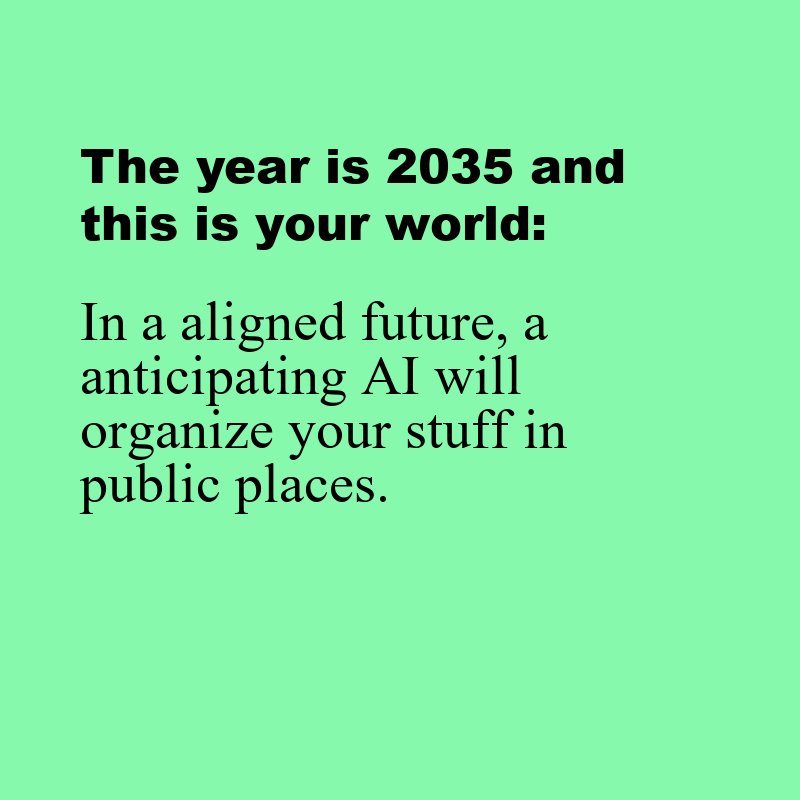 The year is 2035 and
this is your world:
In a aligned future, a
anticipating AI will
organize your stuff in
public places.